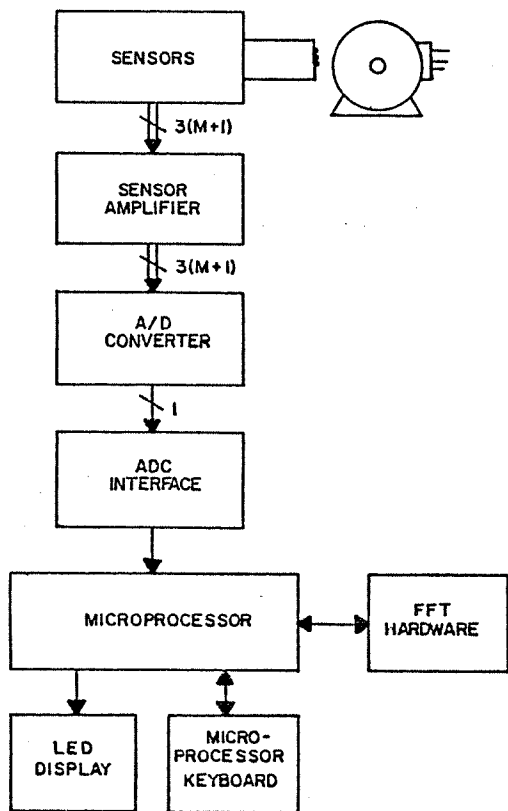 SENSORS
3(M+1)
SENSOR
AMPLIFIER
3(M+1)
A/D
CONVERTER
1
ADC
INTERFACE
MICROPROCESSOR
FFT
HARDWARE
LED
DISPLAY
MICRO-
PROCESSOR
KEYBOARD